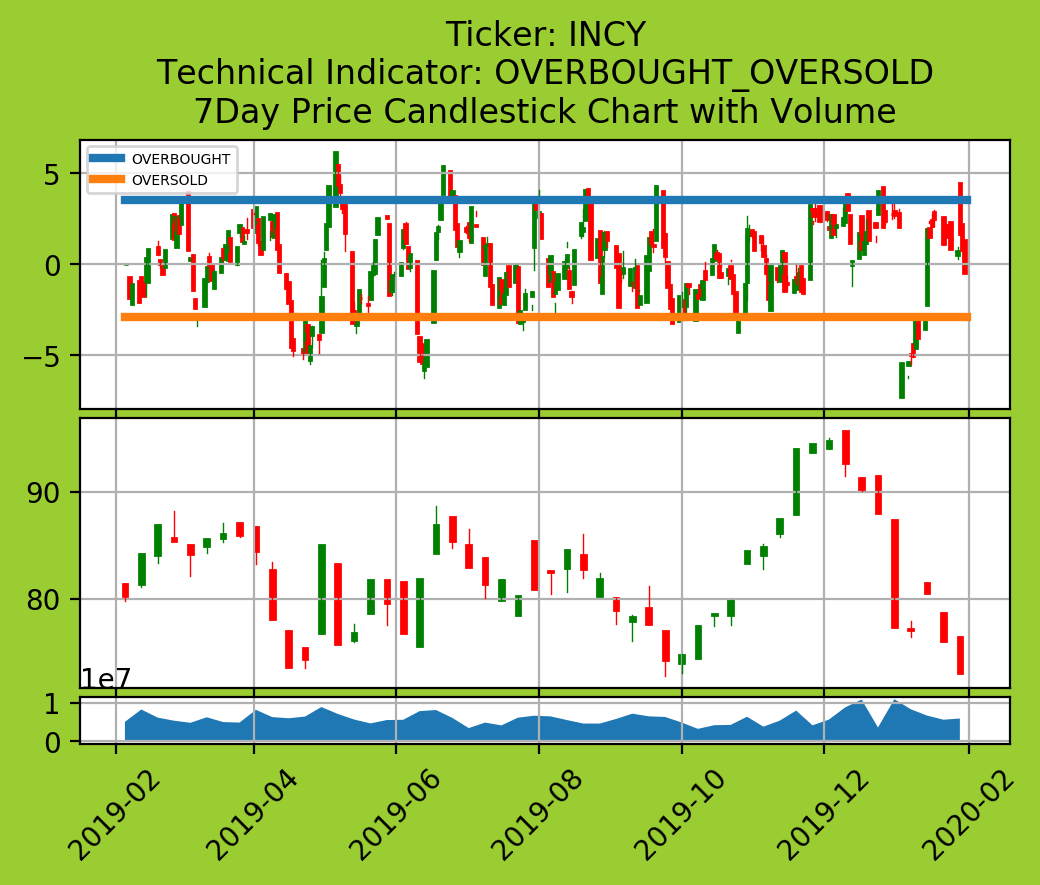 Ticker: INCY
Technical Indicator: OVERBOUGHT_OVERSOLD
7Day Price Candlestick Chart with Volume
OVERBOUGHT
OVERSOLD
5
0
−5
90
80
1e7
1
0
2019-02
2019-04
2019-06
2019-08
2019-10
2019-12
2020-02